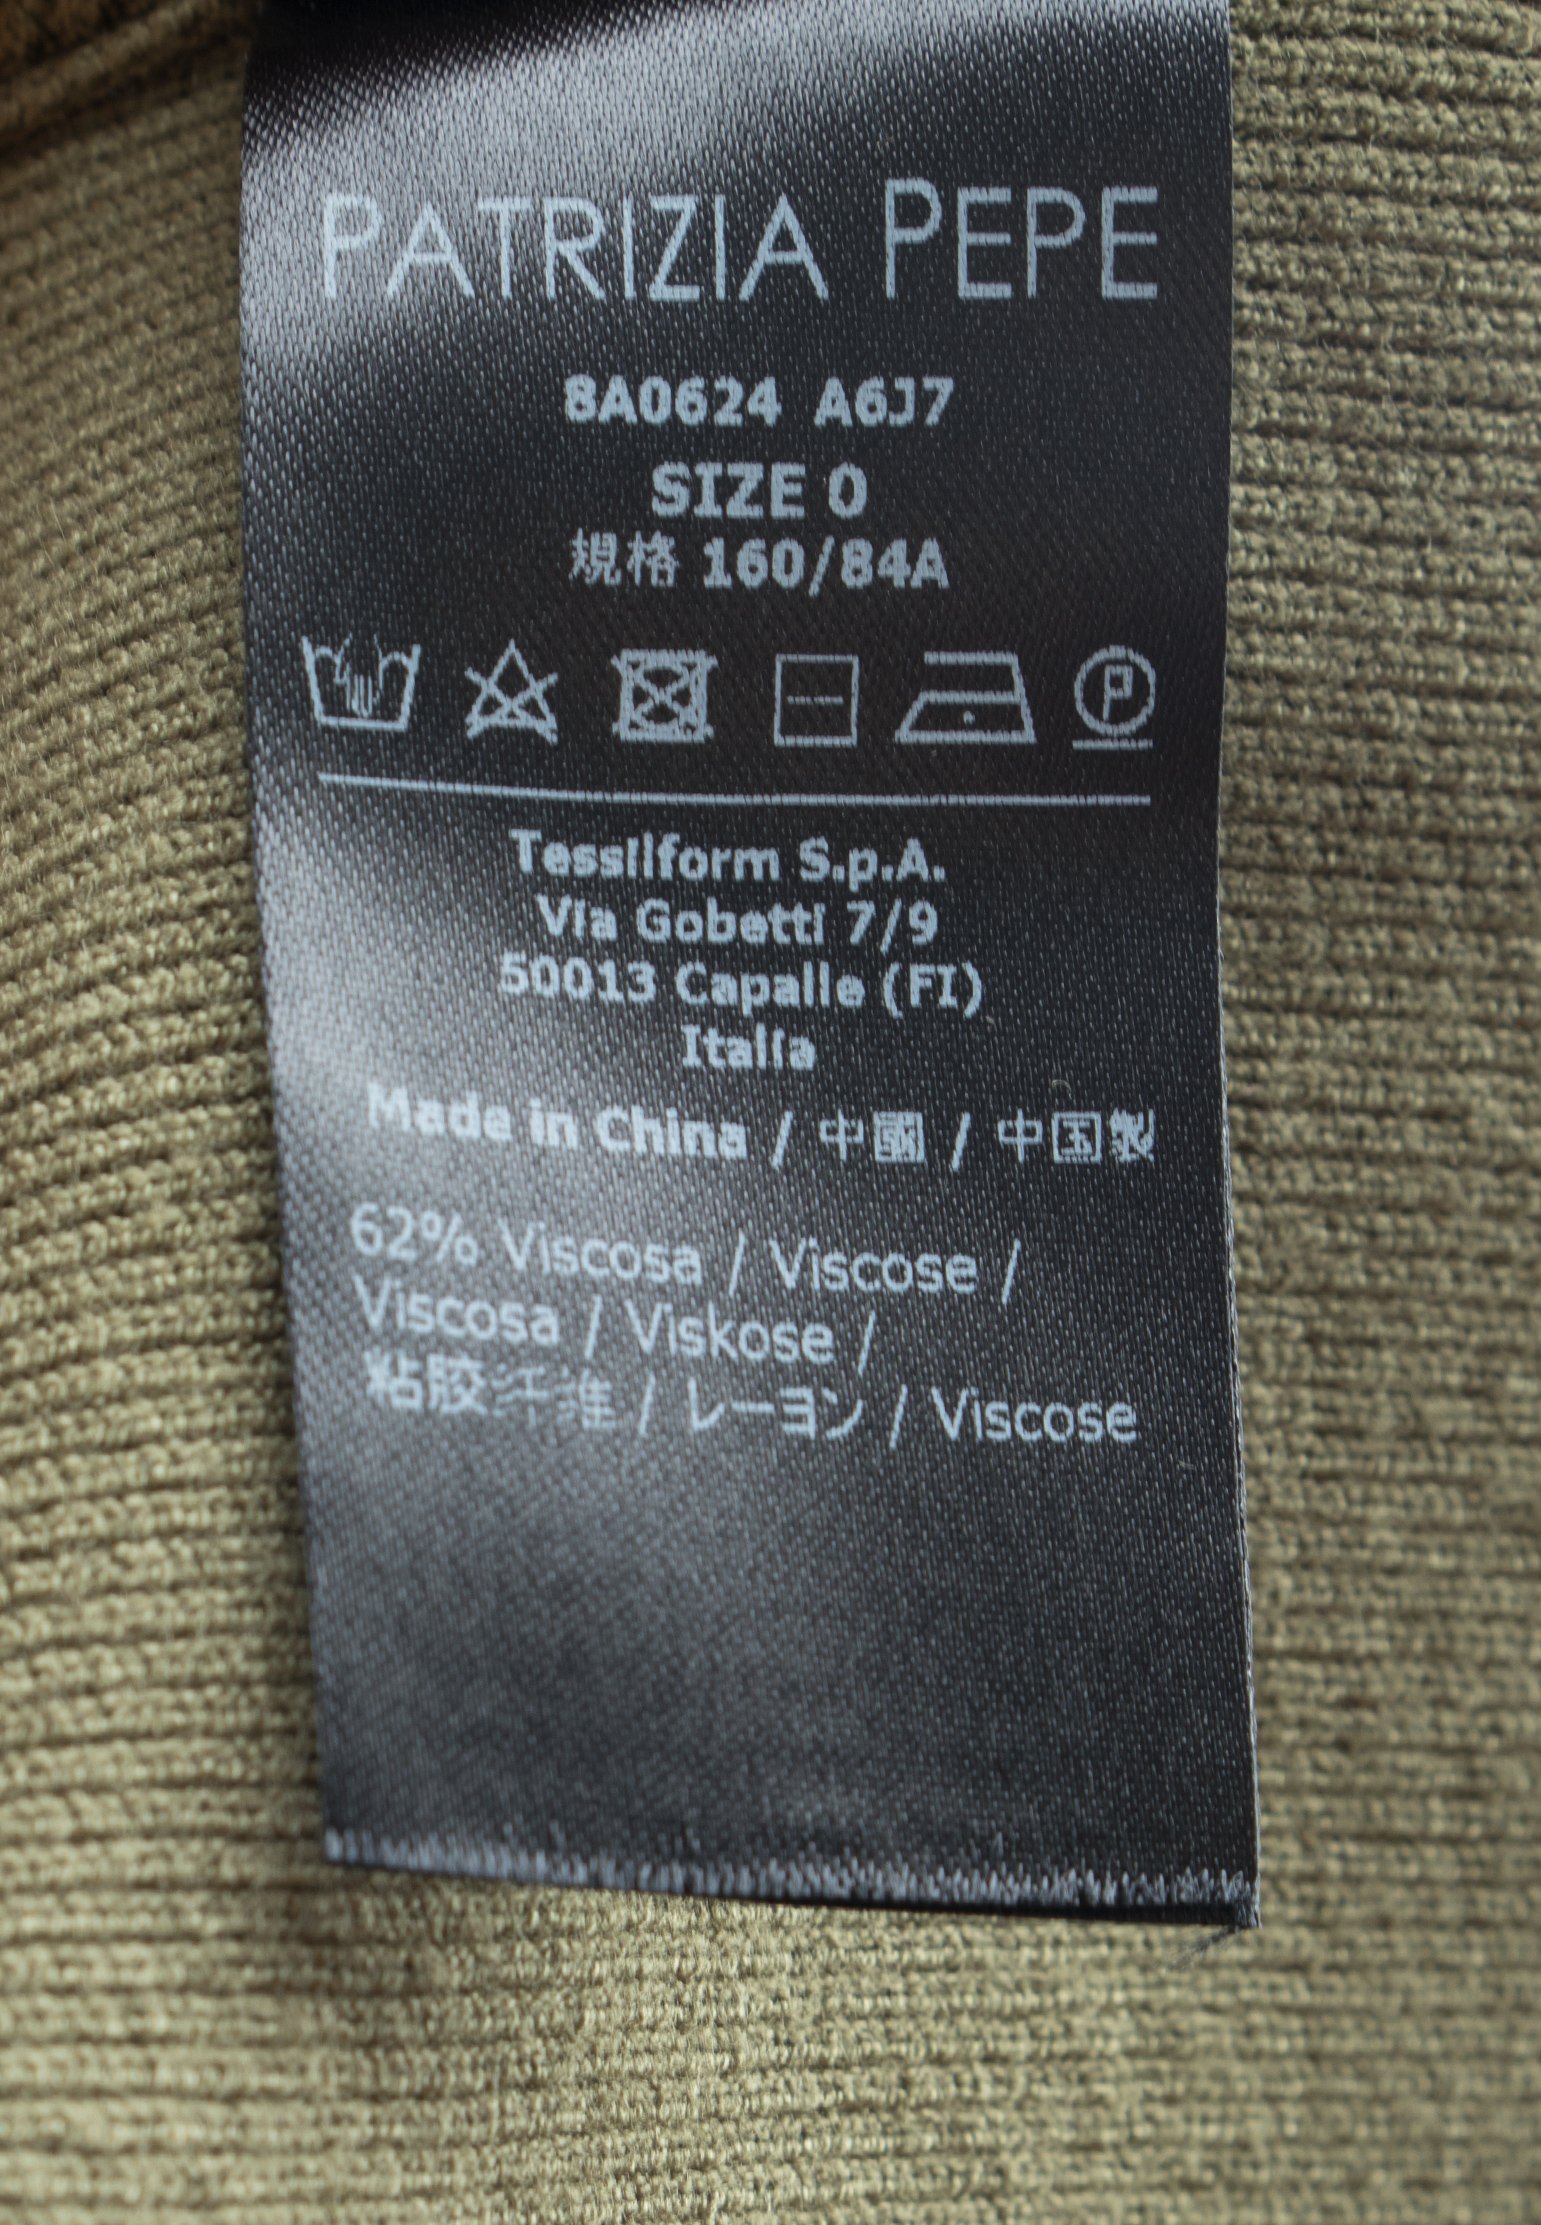 PATRIZIA PEPE
8A0624 A6J7
SIZE 0
規格 160/84A
P
Tessilform S.p.A.
Via Gobetti 7/9
50013 Capalle (FI)
Italia
Made in China / 中國 / 中国製
62% Viscosa / Viscose /
Viscosa / Viskose /
粘胶纤维 / レーヨン / Viscose